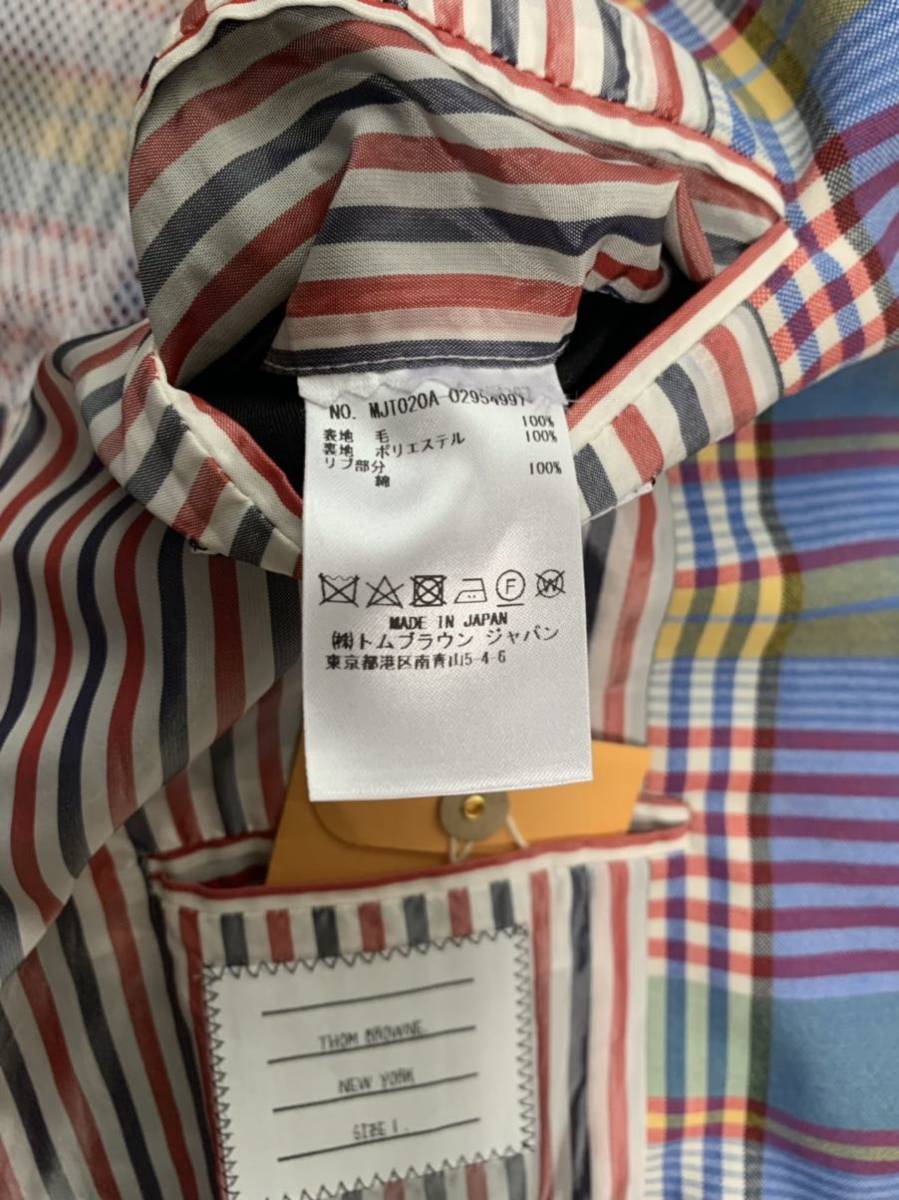 NO. MJT020A-02954997
100%
表地 毛 100%
裏地 ポリエステル
リブ部分 100%
綿
F W
MADE IN JAPAN
(株)トムブラウン ジャパン
東京都港区南青山5-4-6
THOM BROWNE.
NEW YORK
SIZE 1.